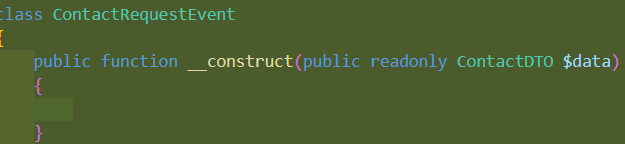 class ContactRequestEvent
{
public function __construct(public readonly ContactDTO $data)
{
}